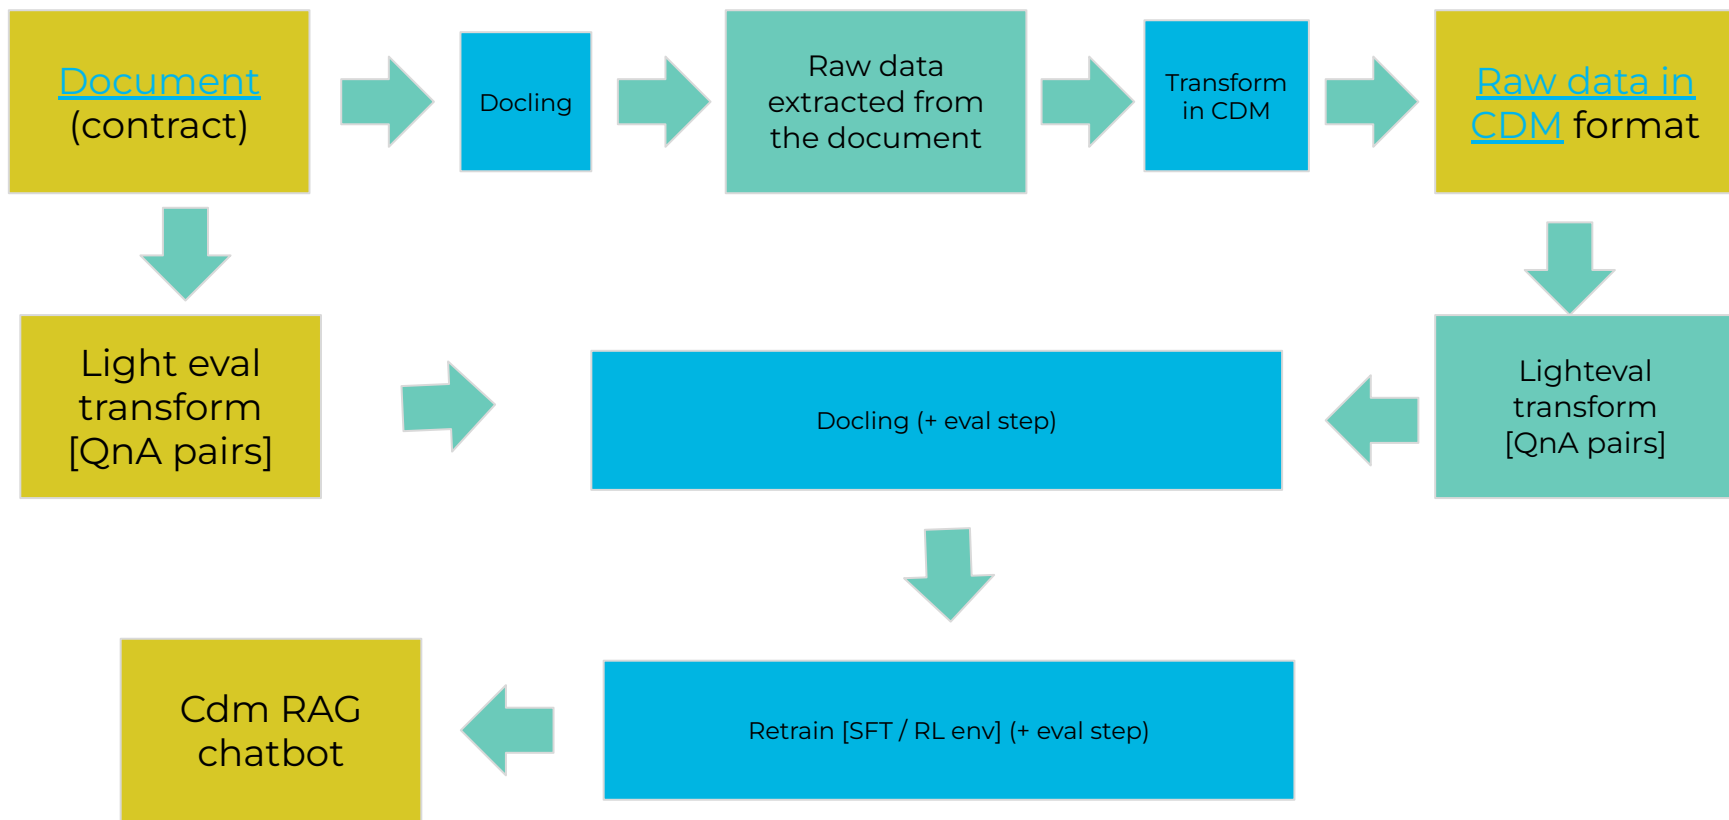 Document
(contract)
Docling
Raw data
extracted from
the document
Transform
in CDM
Raw data in
CDM format
Light eval
transform
[QnA pairs]
Docling (+ eval step)
Lighteval
transform
[QnA pairs]
Cdm RAG
chatbot
Retrain [SFT / RL env] (+ eval step)